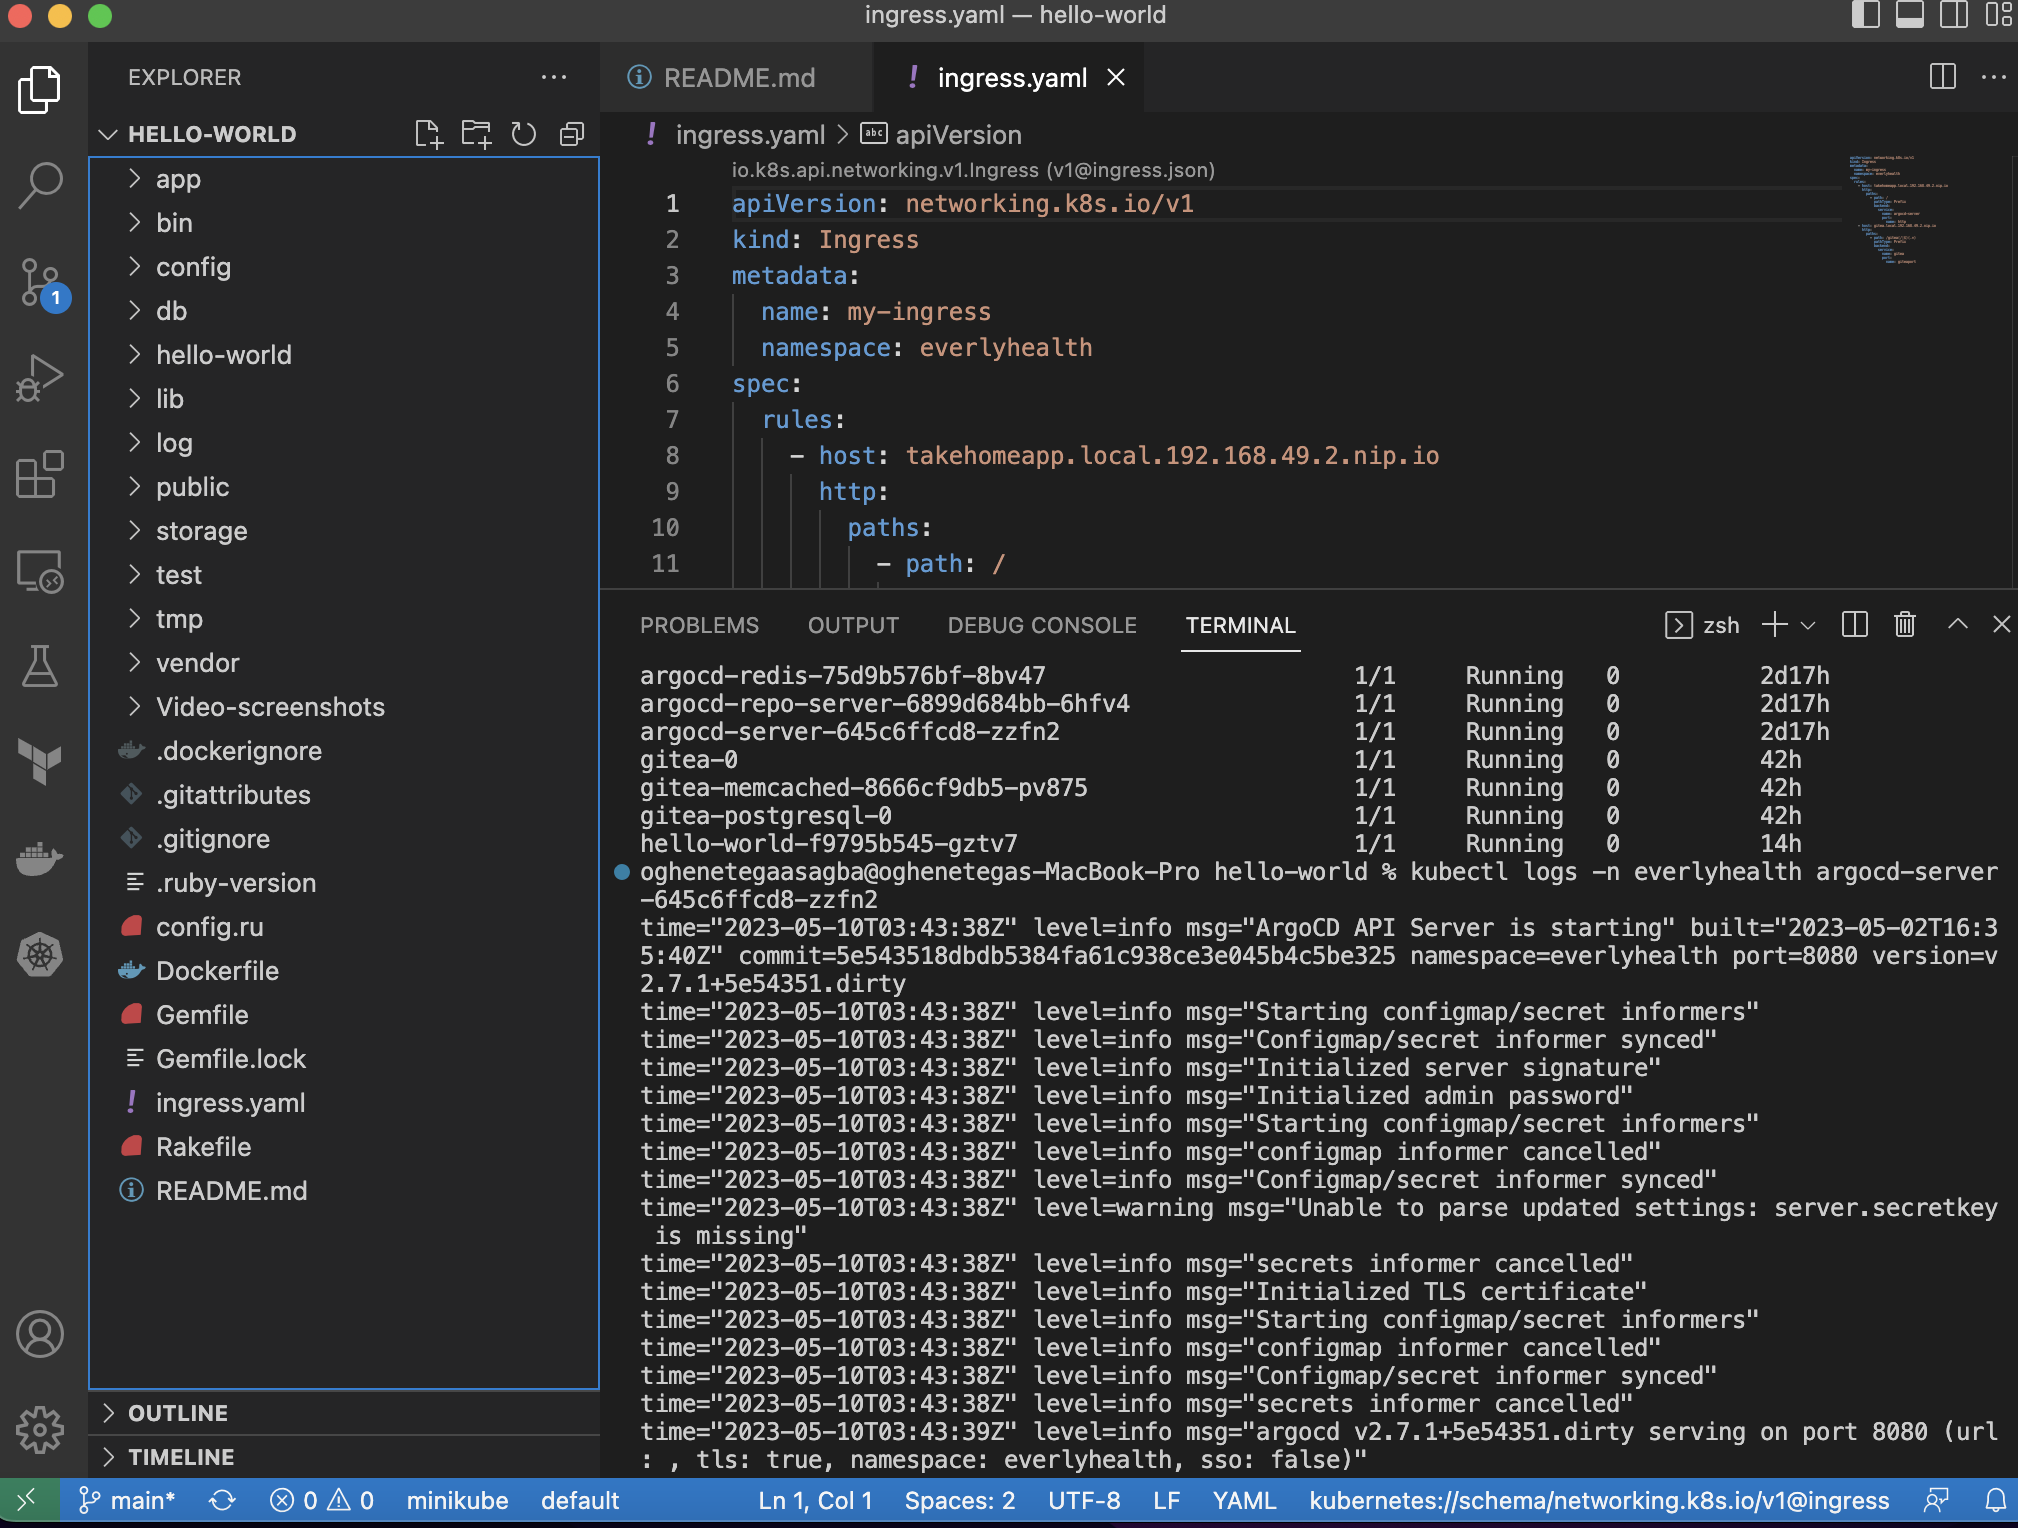 ingress.yaml — hello-world
EXPLORER
HELLO-WORLD
app
bin
config
db
hello-world
lib
log
public
storage
test
tmp
vendor
Video-screenshots
.dockerignore
.gitattributes
.gitignore
.ruby-version
config.ru
Dockerfile
Gemfile
Gemfile.lock
! ingress.yaml
Rakefile
README.md
OUTLINE
TIMELINE
1
README.md
! ingress.yaml
! ingress.yaml > abc apiVersion
io.k8s.api.networking.v1.Ingress (v1@ingress.json)
1 apiVersion: networking.k8s.io/v1
2 kind: Ingress
3 metadata:
4 name: my-ingress
5 namespace: everlyhealth
6 spec:
7 rules:
8 - host: takehomeapp.local.192.168.49.2.nip.io
9 http:
10 paths:
11 - path: /
PROBLEMS OUTPUT DEBUG CONSOLE TERMINAL zsh
argocd-redis-75d9b576bf-8bv47 1/1 Running 0 2d17h
argocd-repo-server-6899d684bb-6hfv4 1/1 Running 0 2d17h
argocd-server-645c6ffcd8-zzfn2 1/1 Running 0 2d17h
gitea-0 1/1 Running 0 42h
gitea-memcached-8666cf9db5-pv875 1/1 Running 0 42h
gitea-postgresql-0 1/1 Running 0 42h
hello-world-f9795b545-gztv7 1/1 Running 0 14h
oghenetegaasagba@oghenetegas-MacBook-Pro hello-world % kubectl logs -n everlyhealth argocd-server
-645c6ffcd8-zzfn2
time="2023-05-10T03:43:38Z" level=info msg="ArgoCD API Server is starting" built="2023-05-02T16:3
5:40Z" commit=5e543518dbdb5384fa61c938ce3e045b4c5be325 namespace=everlyhealth port=8080 version=v
2.7.1+5e54351.dirty
time="2023-05-10T03:43:38Z" level=info msg="Starting configmap/secret informers"
time="2023-05-10T03:43:38Z" level=info msg="Configmap/secret informer synced"
time="2023-05-10T03:43:38Z" level=info msg="Initialized server signature"
time="2023-05-10T03:43:38Z" level=info msg="Initialized admin password"
time="2023-05-10T03:43:38Z" level=info msg="Starting configmap/secret informers"
time="2023-05-10T03:43:38Z" level=info msg="configmap informer cancelled"
time="2023-05-10T03:43:38Z" level=info msg="Configmap/secret informer synced"
time="2023-05-10T03:43:38Z" level=warning msg="Unable to parse updated settings: server.secretkey
is missing"
time="2023-05-10T03:43:38Z" level=info msg="secrets informer cancelled"
time="2023-05-10T03:43:38Z" level=info msg="Initialized TLS certificate"
time="2023-05-10T03:43:38Z" level=info msg="Starting configmap/secret informers"
time="2023-05-10T03:43:38Z" level=info msg="configmap informer cancelled"
time="2023-05-10T03:43:38Z" level=info msg="Configmap/secret informer synced"
time="2023-05-10T03:43:38Z" level=info msg="secrets informer cancelled"
time="2023-05-10T03:43:39Z" level=info msg="argocd v2.7.1+5e54351.dirty serving on port 8080 (url
: , tls: true, namespace: everlyhealth, sso: false)"
main* 0 0 minikube default Ln 1, Col 1 Spaces: 2 UTF-8 LF YAML kubernetes://schema/networking.k8s.io/v1@ingress